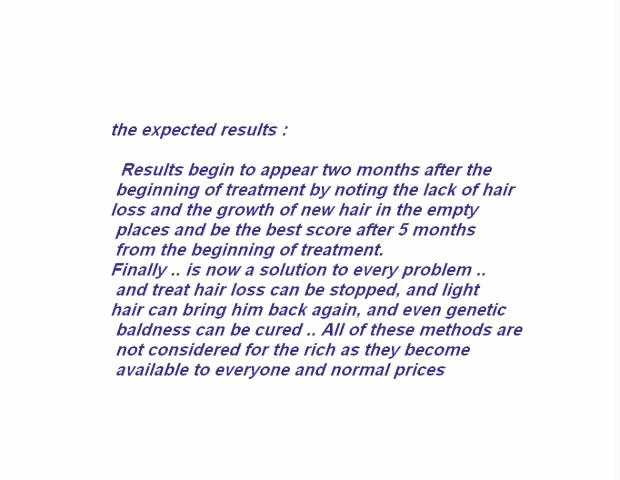 the expected results :
Results begin to appear two months after the
beginning of treatment by noting the lack of hair
loss and the growth of new hair in the empty
places and be the best score after 5 months
from the beginning of treatment.
Finally .. is now a solution to every problem ..
and treat hair loss can be stopped, and light
hair can bring him back again, and even genetic
baldness can be cured .. All of these methods are
not considered for the rich as they become
available to everyone and normal prices